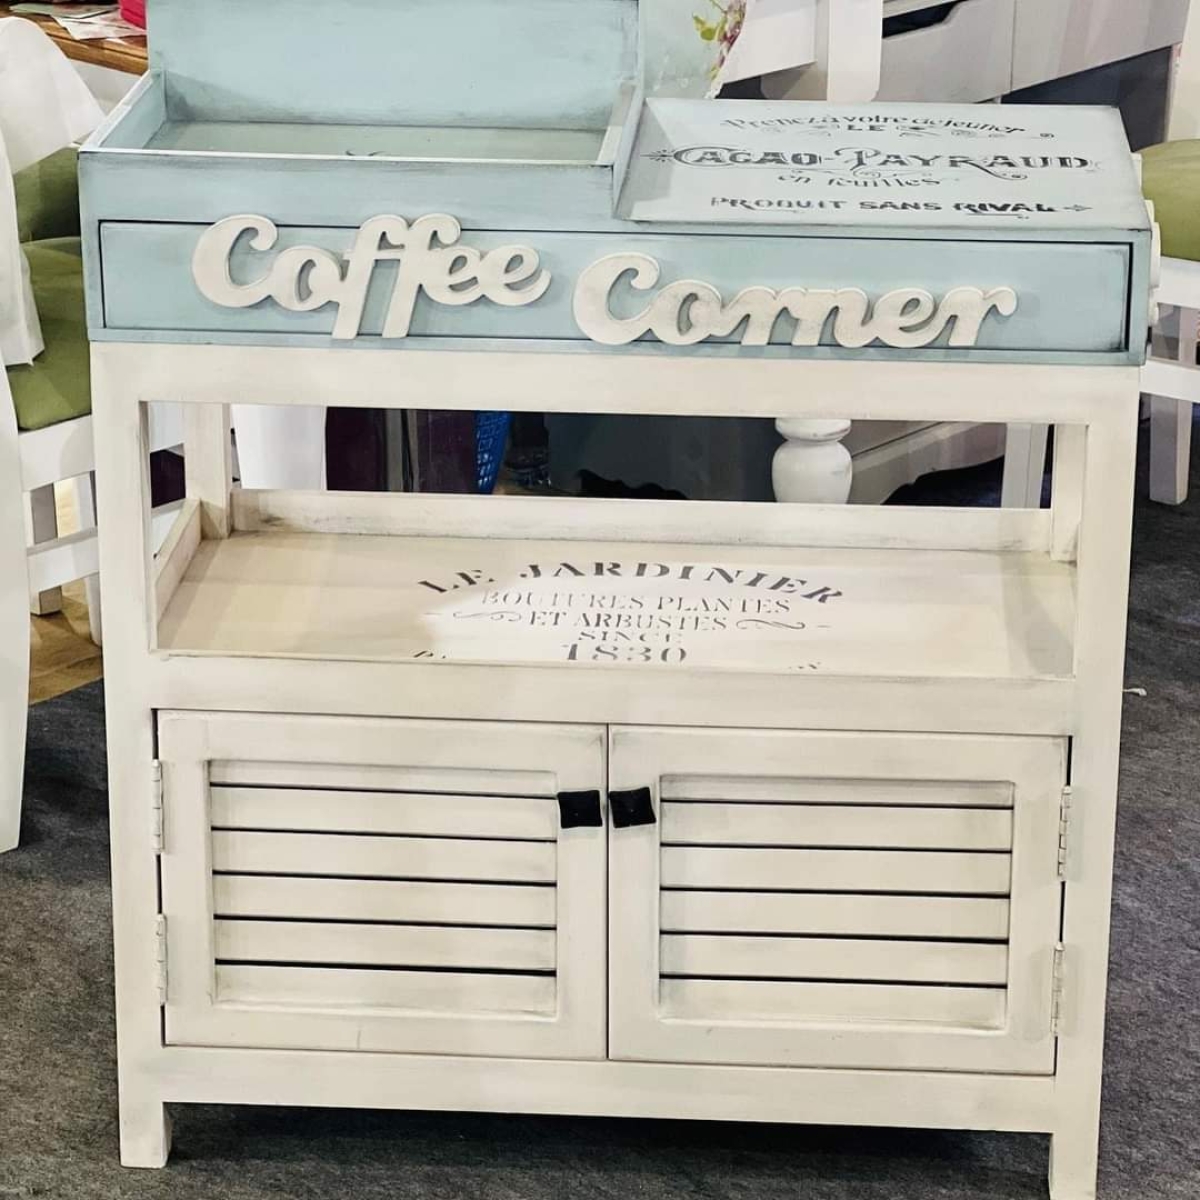 Prenez à votre dejeuner
LE
CACAO-PAYRAUD
en feuilles
PRODUIT SANS RIVAL
Coffee Corner
LE JARDINIER
BOUTURES PLANTES
ET ARBUSTES
SINCE
1830